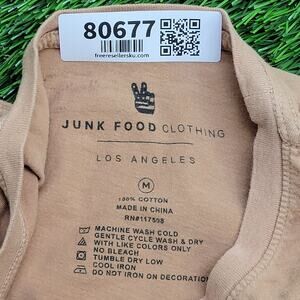 80677
freeresellersku.com
JUNK FOOD CLOTHING
LOS ANGELES
M
100% COTTON
MADE IN CHINA
RN#117598
MACHINE WASH COLD
GENTLE CYCLE WASH & DRY
WITH LIKE COLORS ONLY
NO BLEACH
TUMBLE DRY LOW
COOL IRON
DO NOT IRON ON DECORATION